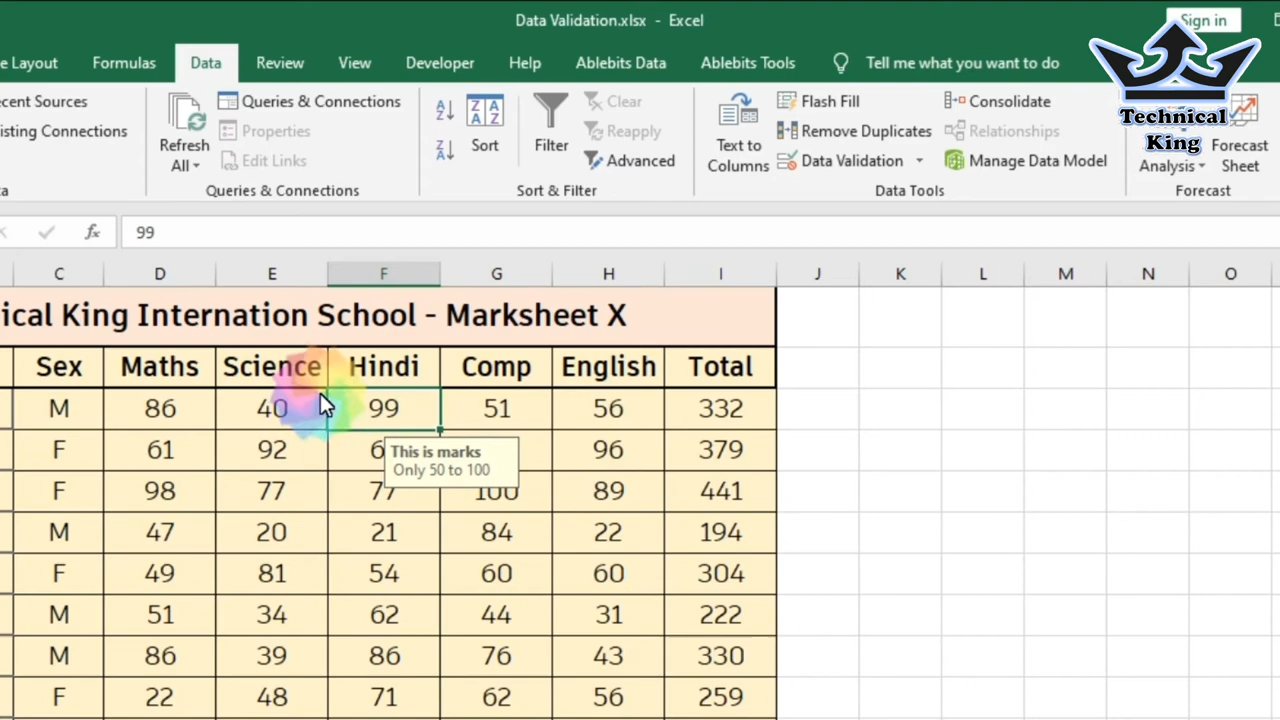 Data Validation.xlsx - Excel
Sign in
e Layout Formulas Data Review View Developer Help Ablebits Data Ablebits Tools Tell me what you want to do
ecent Sources
isting Connections
Refresh
All
Queries & Connections
Properties
Edit Links
Queries & Connections
Sort
Filter
Clear
Reapply
Advanced
Sort & Filter
Text to
Columns
Flash Fill
Remove Duplicates
Data Validation
Consolidate
Relationships
Manage Data Model
Data Tools
Analysis
Forecast
Sheet
Forecast
Technical
King
fx 99
C D E F G H I J K L M N O
ical King Internation School - Marksheet X
Sex Maths Science Hindi Comp English Total
M 86 40 99 51 56 332
F 61 92 6 96 379
This is marks
Only 50 to 100
F 98 77 77 100 89 441
M 47 20 21 84 22 194
F 49 81 54 60 60 304
M 51 34 62 44 31 222
M 86 39 86 76 43 330
F 22 48 71 62 56 259